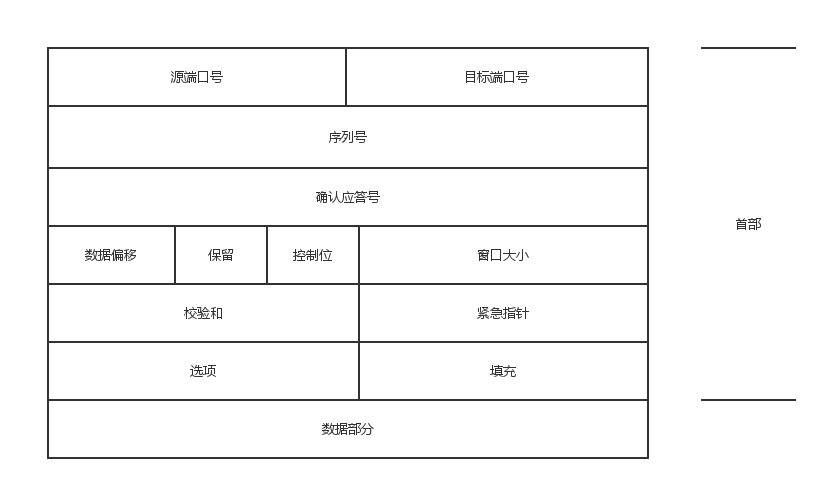 源端口号
目标端口号
序列号
确认应答号
首部
数据偏移
保留
控制位
窗口大小
校验和
紧急指针
选项
填充
数据部分